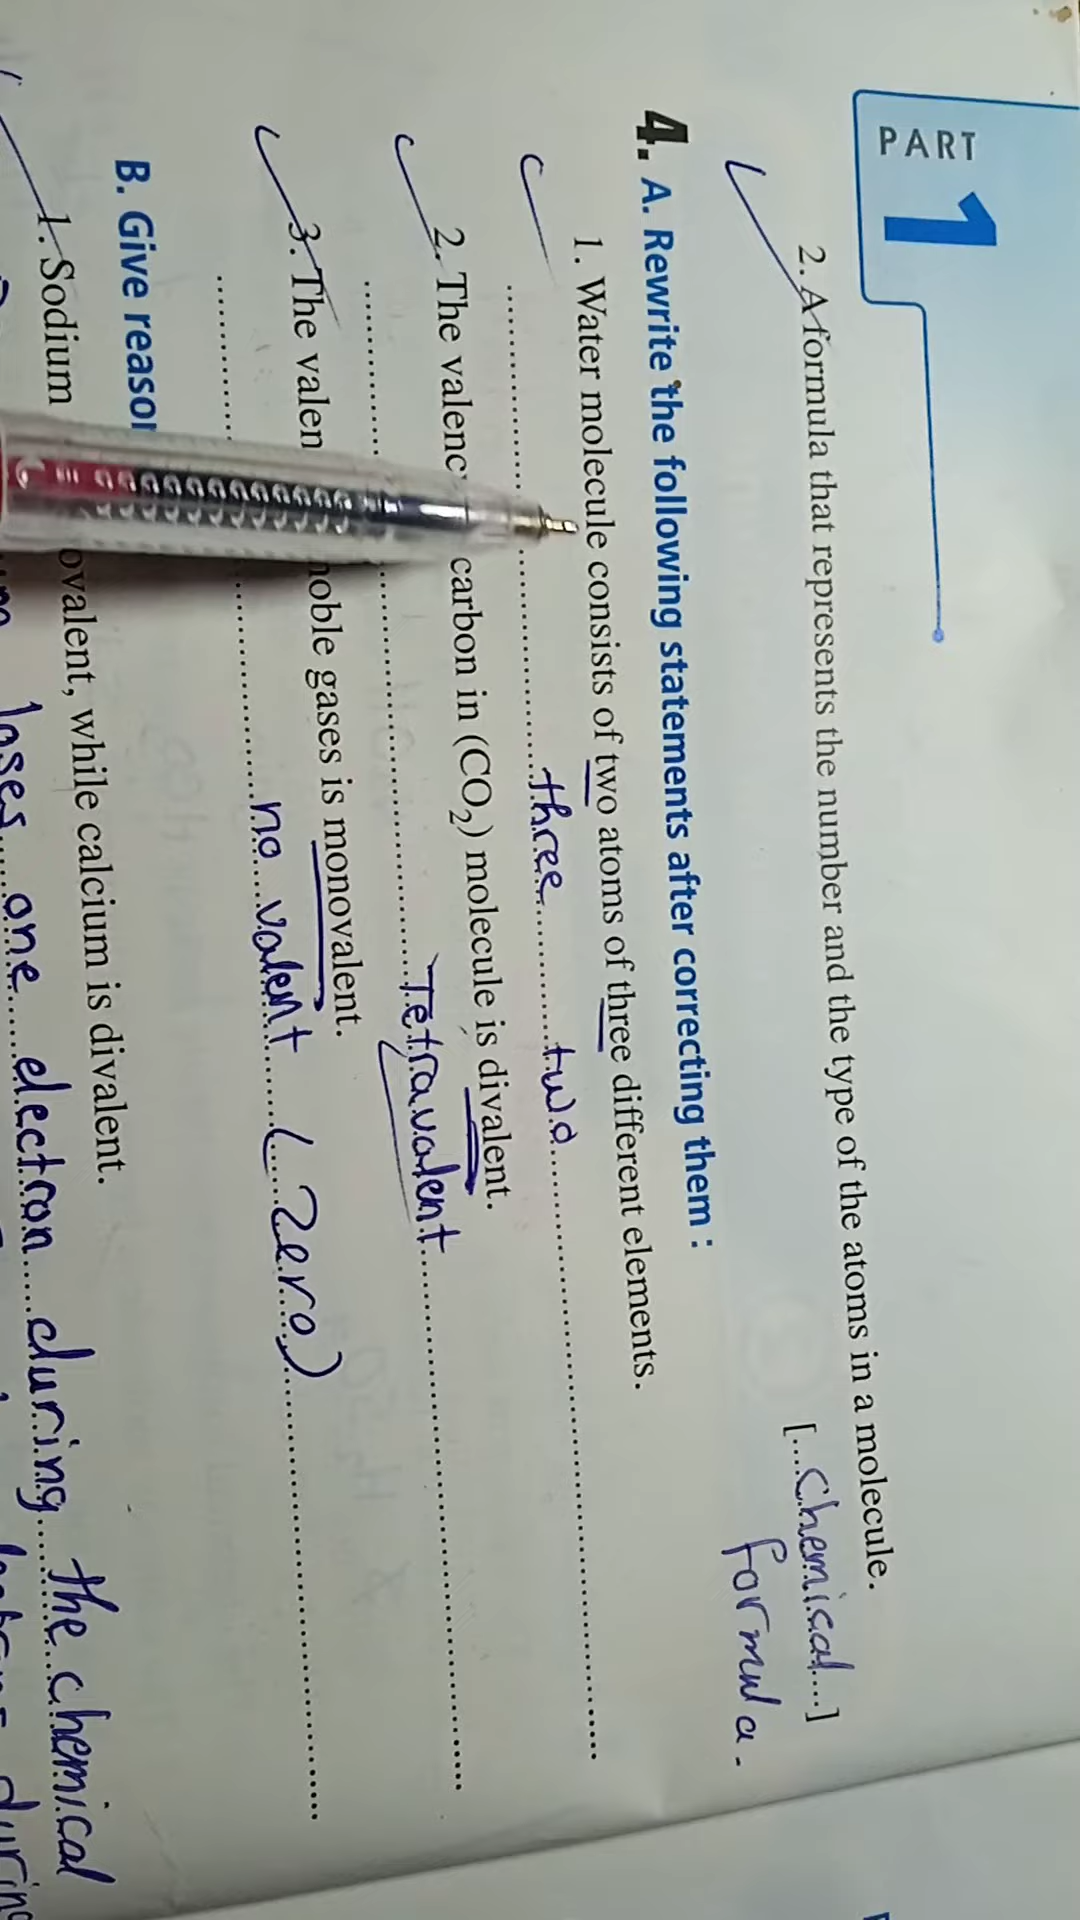 PART
1
2. A formula that represents the number and the type of the atoms in a molecule.
[...Chemical...]
formula.
4. A. Rewrite the following statements after correcting them :
1. Water molecule consists of two atoms of three different elements.
three two
2. The valenc carbon in (CO₂) molecule is divalent.
Tetravalent
3. The valen noble gases is monovalent.
no valent (Zero)
B. Give reason
1. Sodium ovalent, while calcium is divalent.
loses one electron during the chemical